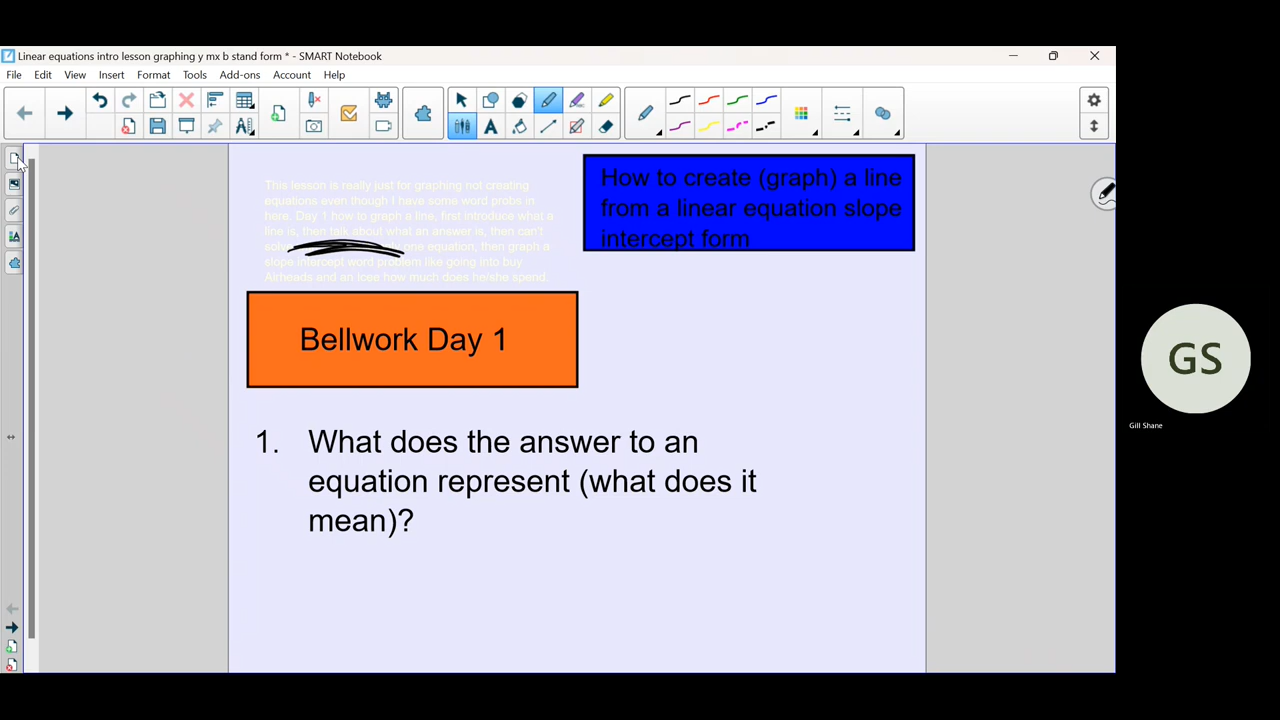 Linear equations intro lesson graphing y mx b stand form * - SMART Notebook
File Edit View Insert Format Tools Add-ons Account Help
This lesson is really just for graphing not creating
equations even though I have some word probs in
here. Day 1 how to graph a line, first introduce what a
line is, then talk about what an answer is, then can't
only one equation, then graph a
slope intercept word problem like going into buy
Airheads and an Icee how much does he/she spend.
How to create (graph) a line
from a linear equation slope
intercept form
Bellwork Day 1
1. What does the answer to an
equation represent (what does it
mean)?
GS
Gill Shane